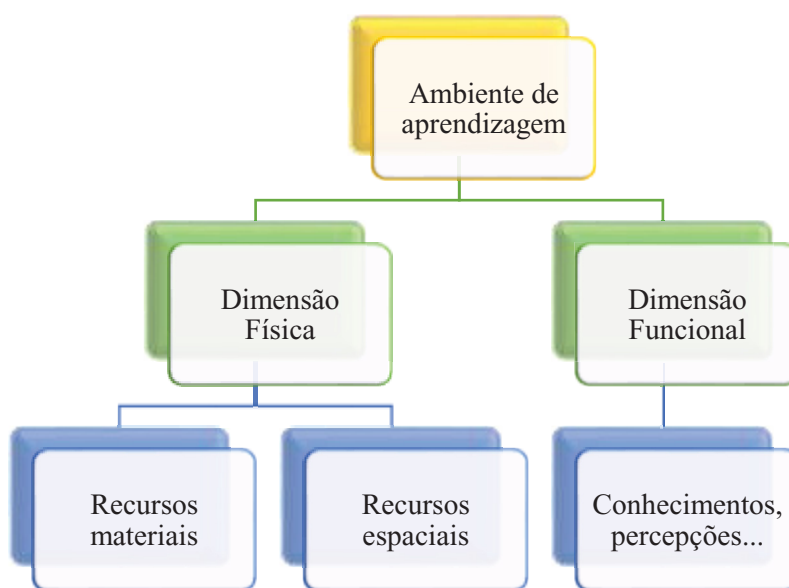 Ambiente de
aprendizagem
Dimensão
Física
Dimensão
Funcional
Recursos
materiais
Recursos
espaciais
Conhecimentos,
percepções...